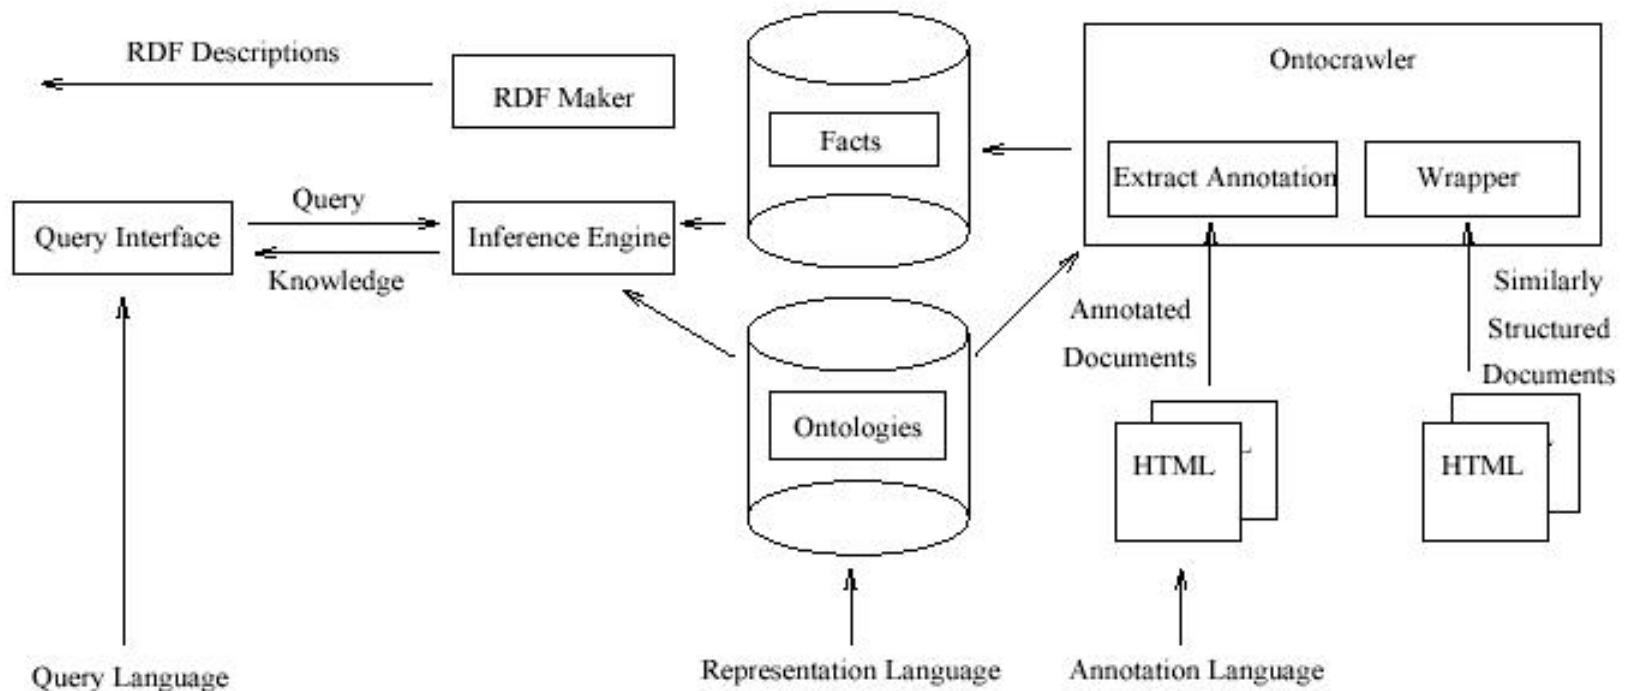 RDF Descriptions
RDF Maker
Facts
Ontocrawler
Extract Annotation
Wrapper
Query
Query Interface
Inference Engine
Knowledge
Annotated
Documents
Similarly
Structured
Documents
Ontologies
HTML
HTML
Query Language
Representation Language
Annotation Language